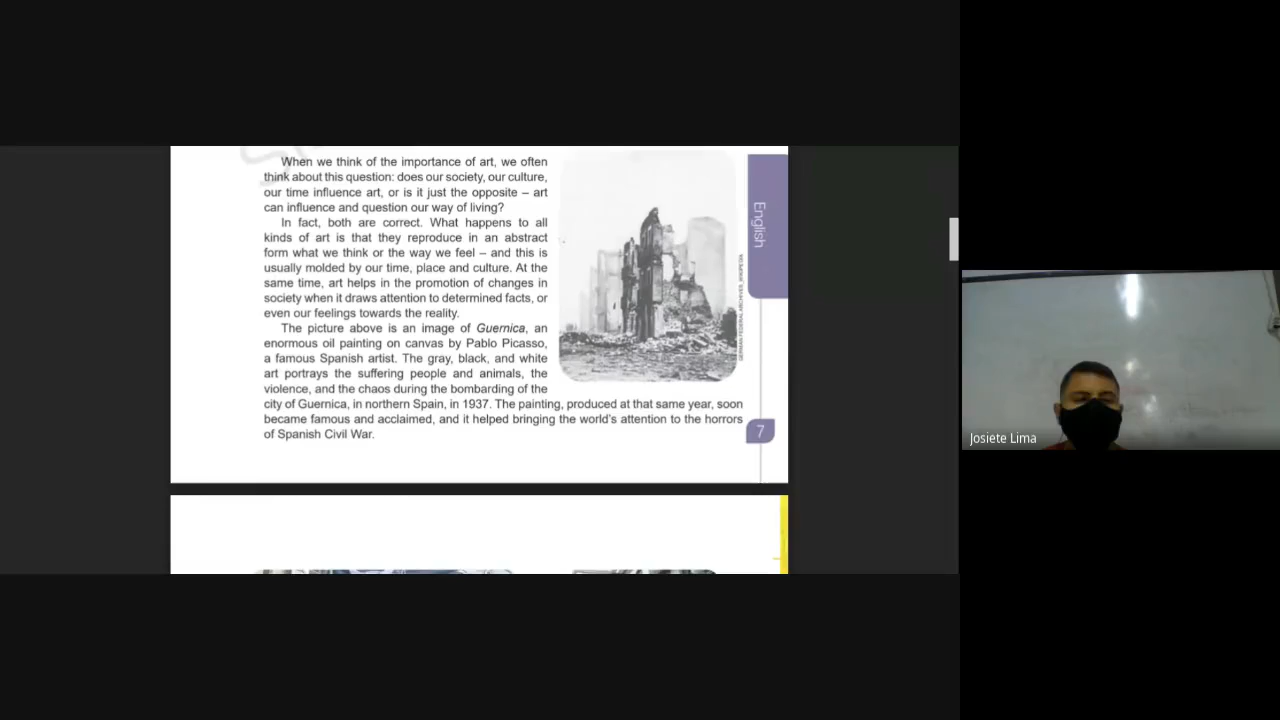 When we think of the importance of art, we often
think about this question: does our society, our culture,
our time influence art, or is it just the opposite – art
can influence and question our way of living?
In fact, both are correct. What happens to all
kinds of art is that they reproduce in an abstract
form what we think or the way we feel – and this is
usually molded by our time, place and culture. At the
same time, art helps in the promotion of changes in
society when it draws attention to determined facts, or
even our feelings towards the reality.
The picture above is an image of Guernica, an
enormous oil painting on canvas by Pablo Picasso,
a famous Spanish artist. The gray, black, and white
art portrays the suffering people and animals, the
violence, and the chaos during the bombarding of the
city of Guernica, in northern Spain, in 1937. The painting, produced at that same year, soon
became famous and acclaimed, and it helped bringing the world's attention to the horrors
of Spanish Civil War.
GERMAN FEDERAL ARCHIVES_WIKIPEDIA
English
7
Josiete Lima